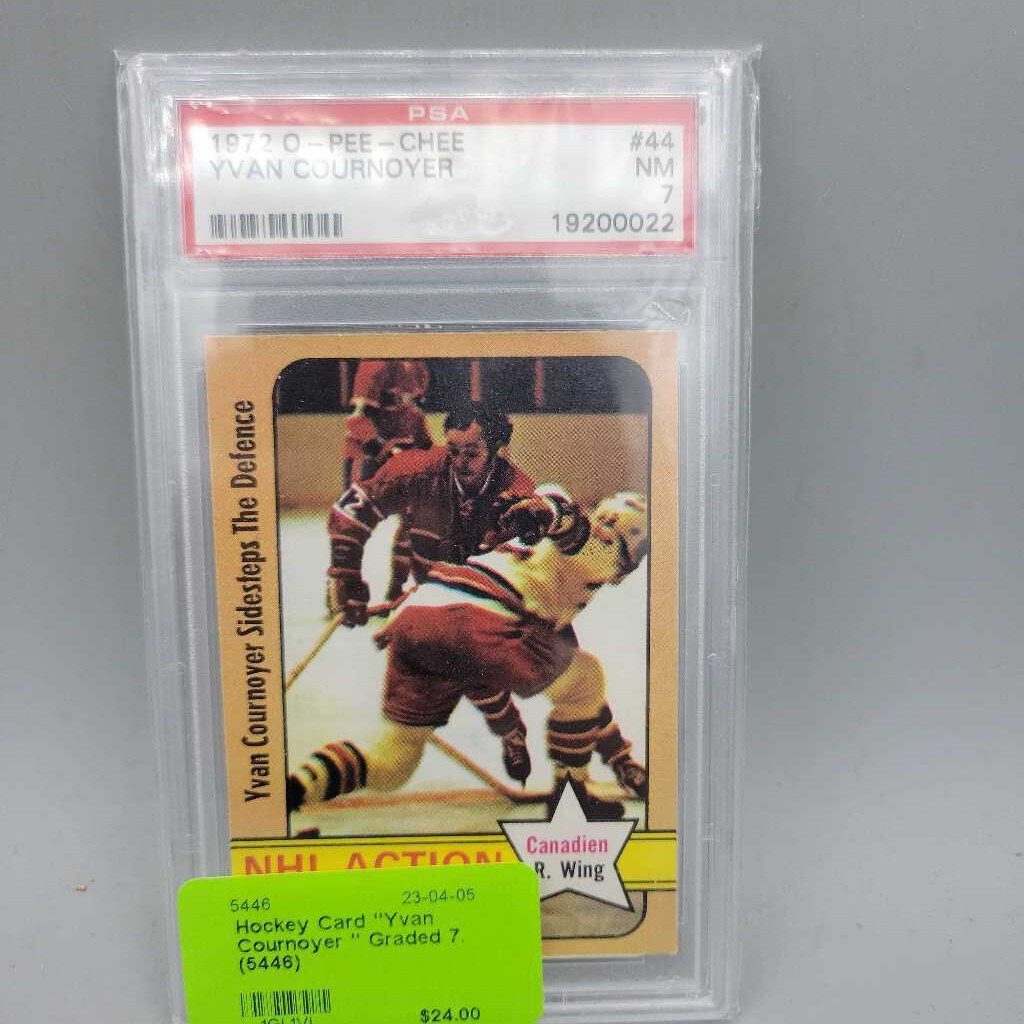 PSA
1972 O-PEE-CHEE #44
YVAN COURNOYER NM
7
19200022
Yvan Cournoyer Sidesteps The Defence
12
NHL ACTION
Canadien
R. Wing
5446 23-04-05
Hockey Card "Yvan
Cournoyer " Graded 7.
(5446)
$24.00